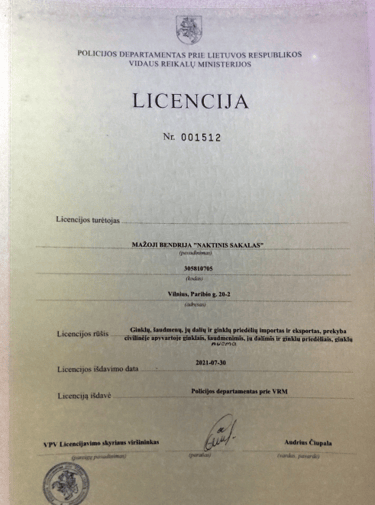 POLICIJOS DEPARTAMENTAS PRIE LIETUVOS RESPUBLIKOS
VIDAUS REIKALŲ MINISTERIJOS
LICENCIJA
Nr. 001512
Licencijos turėtojas
MAŽOJI BENDRIJA "NAKTINIS SAKALAS"
(pavadinimas)
305810705
(kodas)
Vilnius, Paribio g. 20-2
(adresas)
Licencijos rūšis
Ginklų, šaudmenų, jų dalių ir ginklų priedėlių importas ir eksportas, prekyba
civilinėje apyvartoje ginklais, šaudmenimis, jų dalimis ir ginklų priedėliais, ginklų
nuoma
Licencijos išdavimo data
2021-07-30
Licenciją išdavė
Policijos departamentas prie VRM
VPV Licencijavimo skyriaus viršininkas
Audrius Čiupala
(pareigų pavadinimas)
(parašas)
(vardas, pavardė)